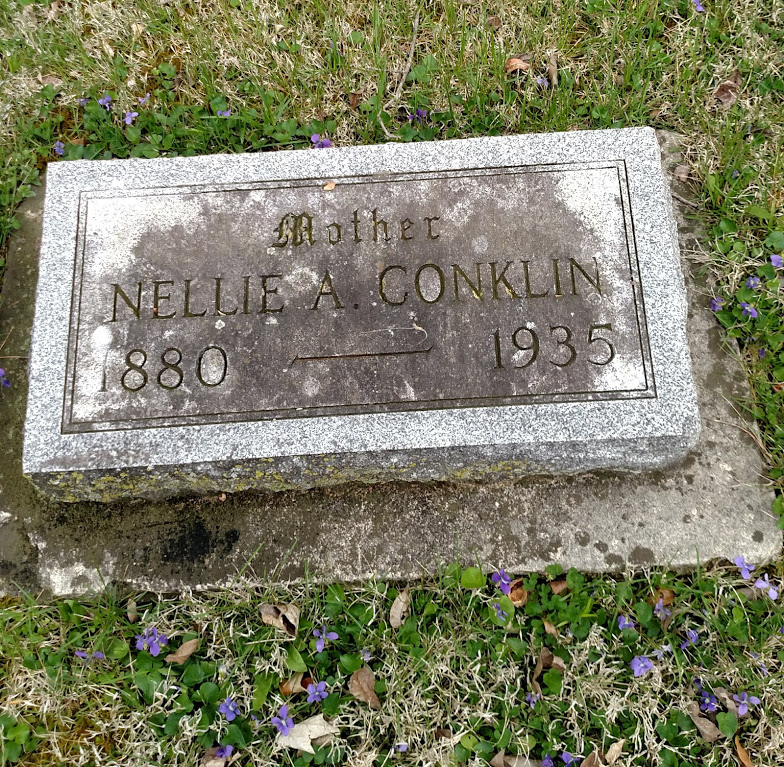 Mother
NELLIE A. CONKLIN
1880 — 1935